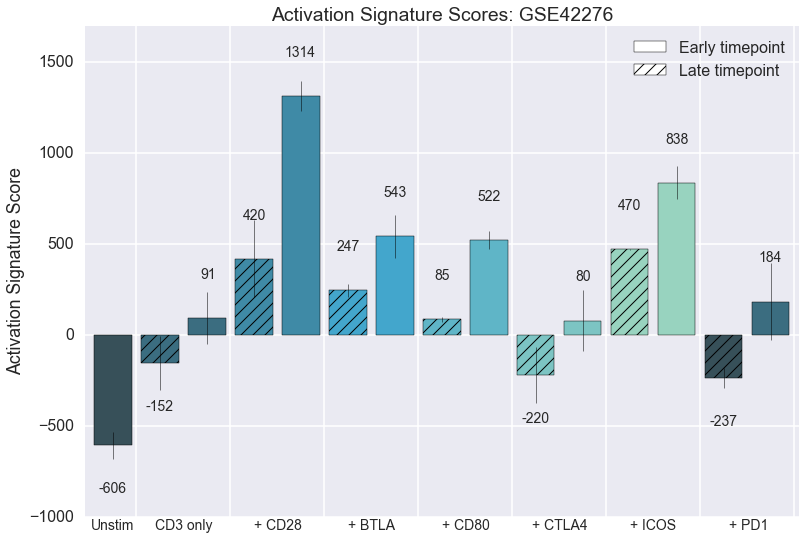 Activation Signature Scores: GSE42276
Early timepoint
Late timepoint
Activation Signature Score
1500
1000
500
0
−500
−1000
-606
-152
91
420
1314
247
543
85
522
-220
80
470
838
-237
184
Unstim
CD3 only
+ CD28
+ BTLA
+ CD80
+ CTLA4
+ ICOS
+ PD1